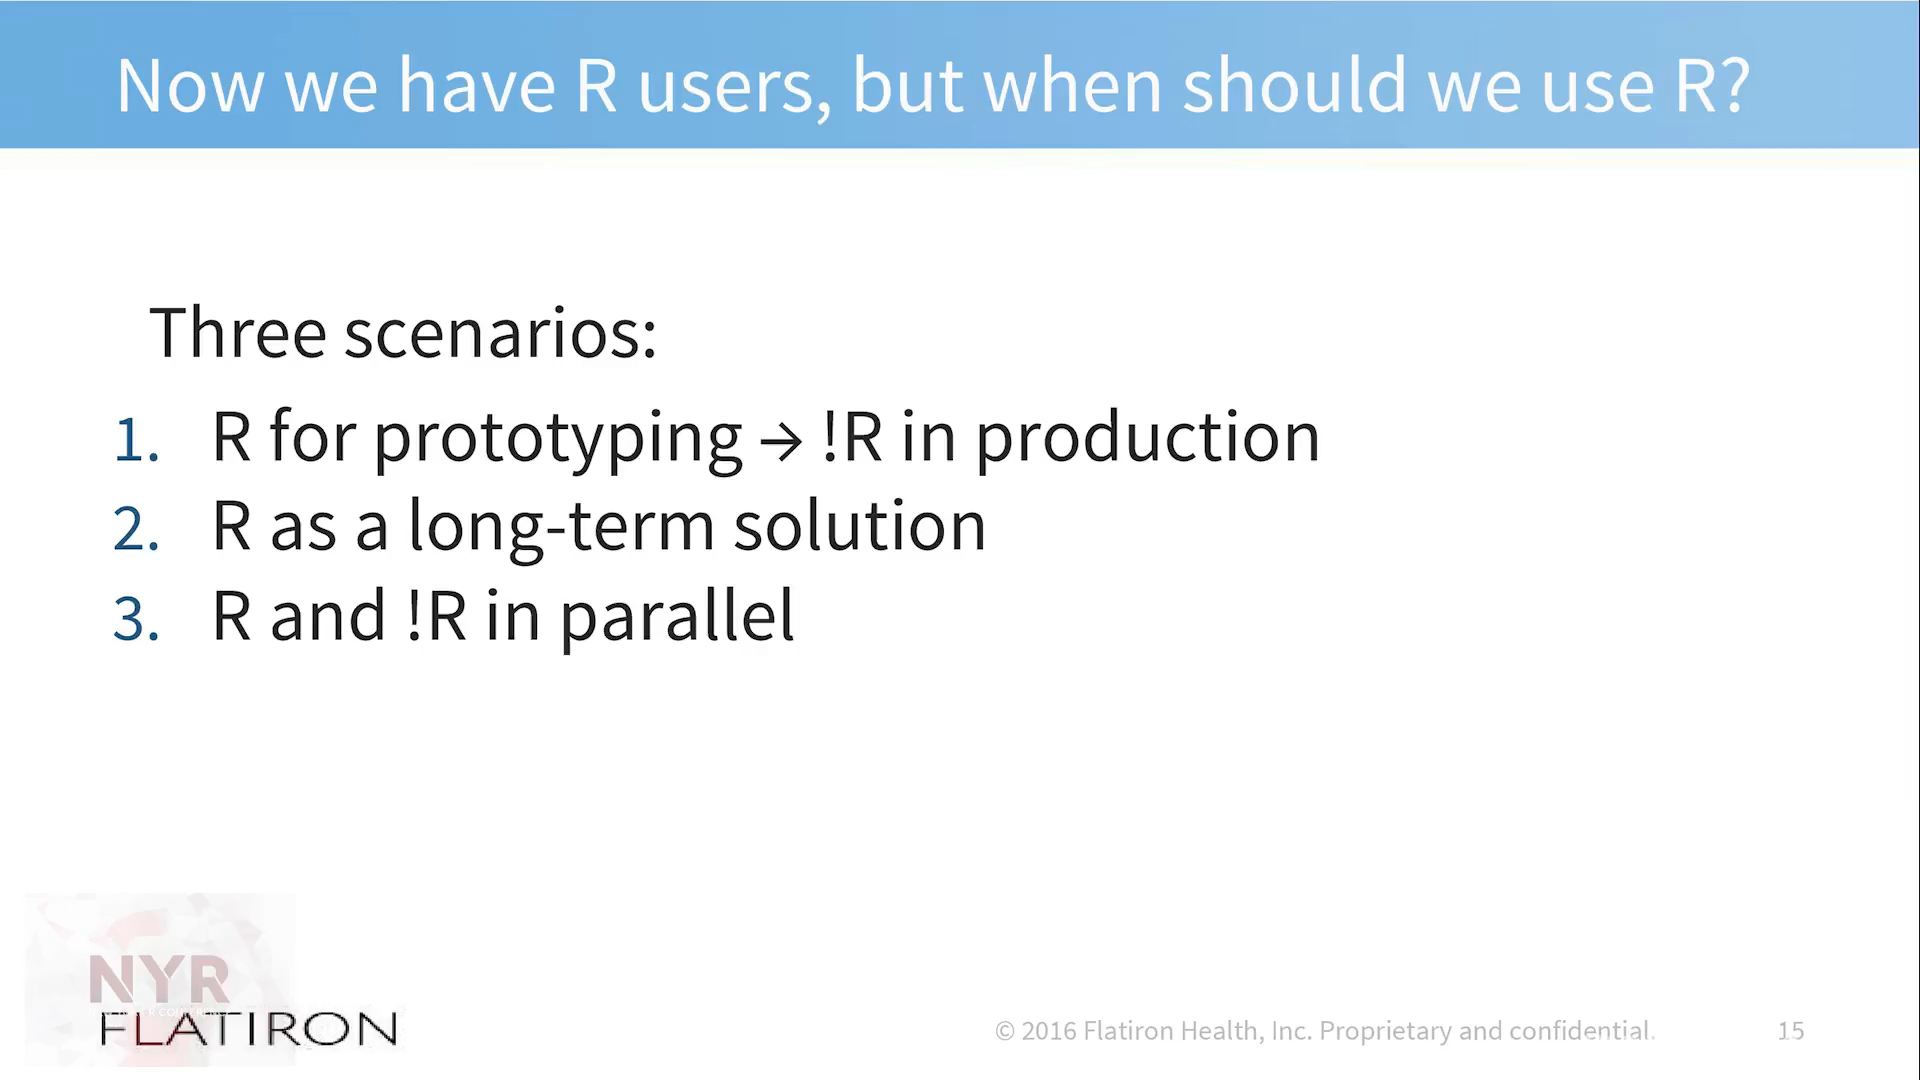 Now we have R users, but when should we use R?
Three scenarios:
1. R for prototyping → !R in production
2. R as a long-term solution
3. R and !R in parallel
NYR
FLATIRON
© 2016 Flatiron Health, Inc. Proprietary and confidential.
15